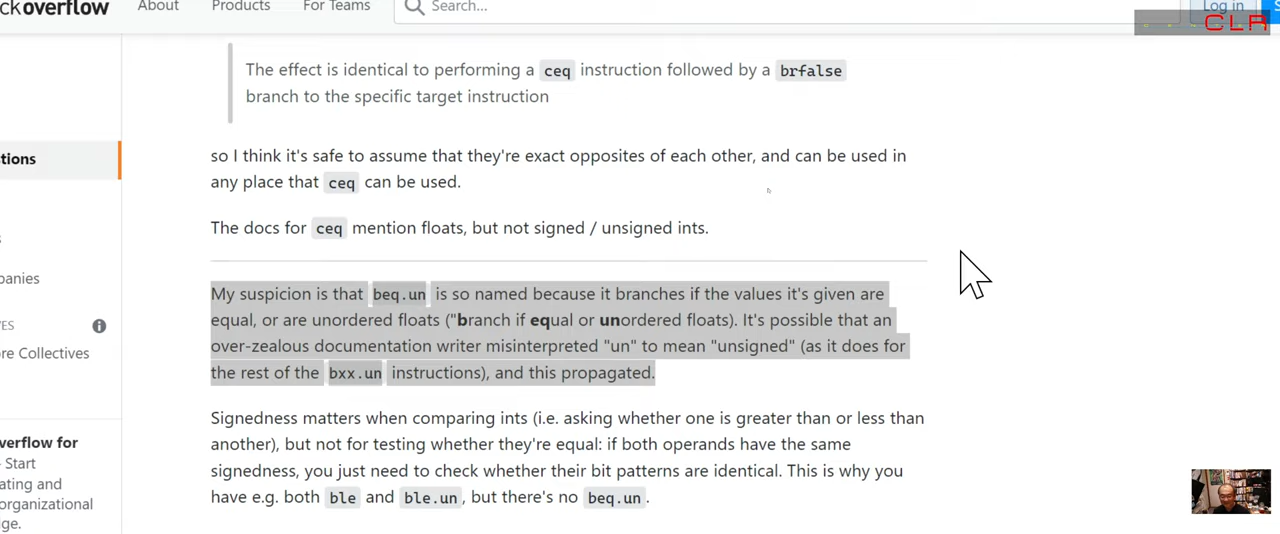 ckoverflow About Products For Teams Search... Log in S
CLR
The effect is identical to performing a ceq instruction followed by a brfalse
branch to the specific target instruction
so I think it's safe to assume that they're exact opposites of each other, and can be used in
any place that ceq can be used.
The docs for ceq mention floats, but not signed / unsigned ints.
My suspicion is that beq.un is so named because it branches if the values it's given are
equal, or are unordered floats ("branch if equal or unordered floats). It's possible that an
over-zealous documentation writer misinterpreted "un" to mean "unsigned" (as it does for
the rest of the bxx.un instructions), and this propagated.
Signedness matters when comparing ints (i.e. asking whether one is greater than or less than
another), but not for testing whether they're equal: if both operands have the same
signedness, you just need to check whether their bit patterns are identical. This is why you
have e.g. both ble and ble.un, but there's no beq.un.
stions
s
panies
VES
re Collectives
verflow for
- Start
ating and
organizational
ge.